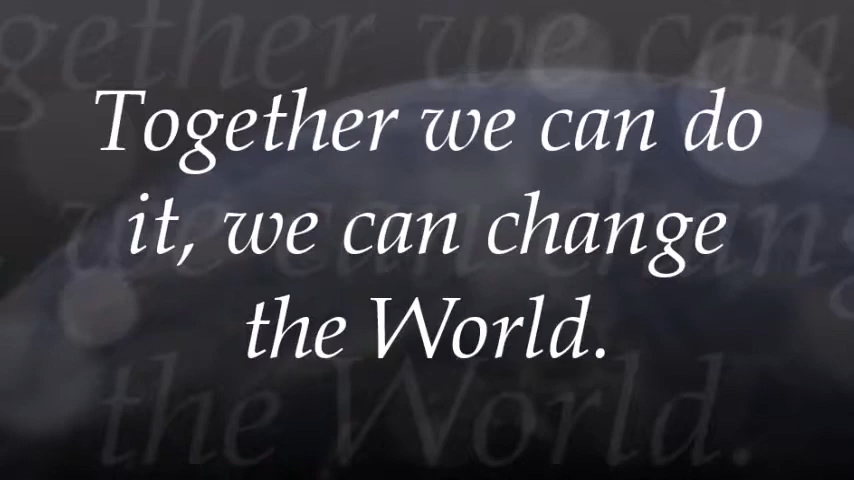 Together we can do
it, we can change
the World.